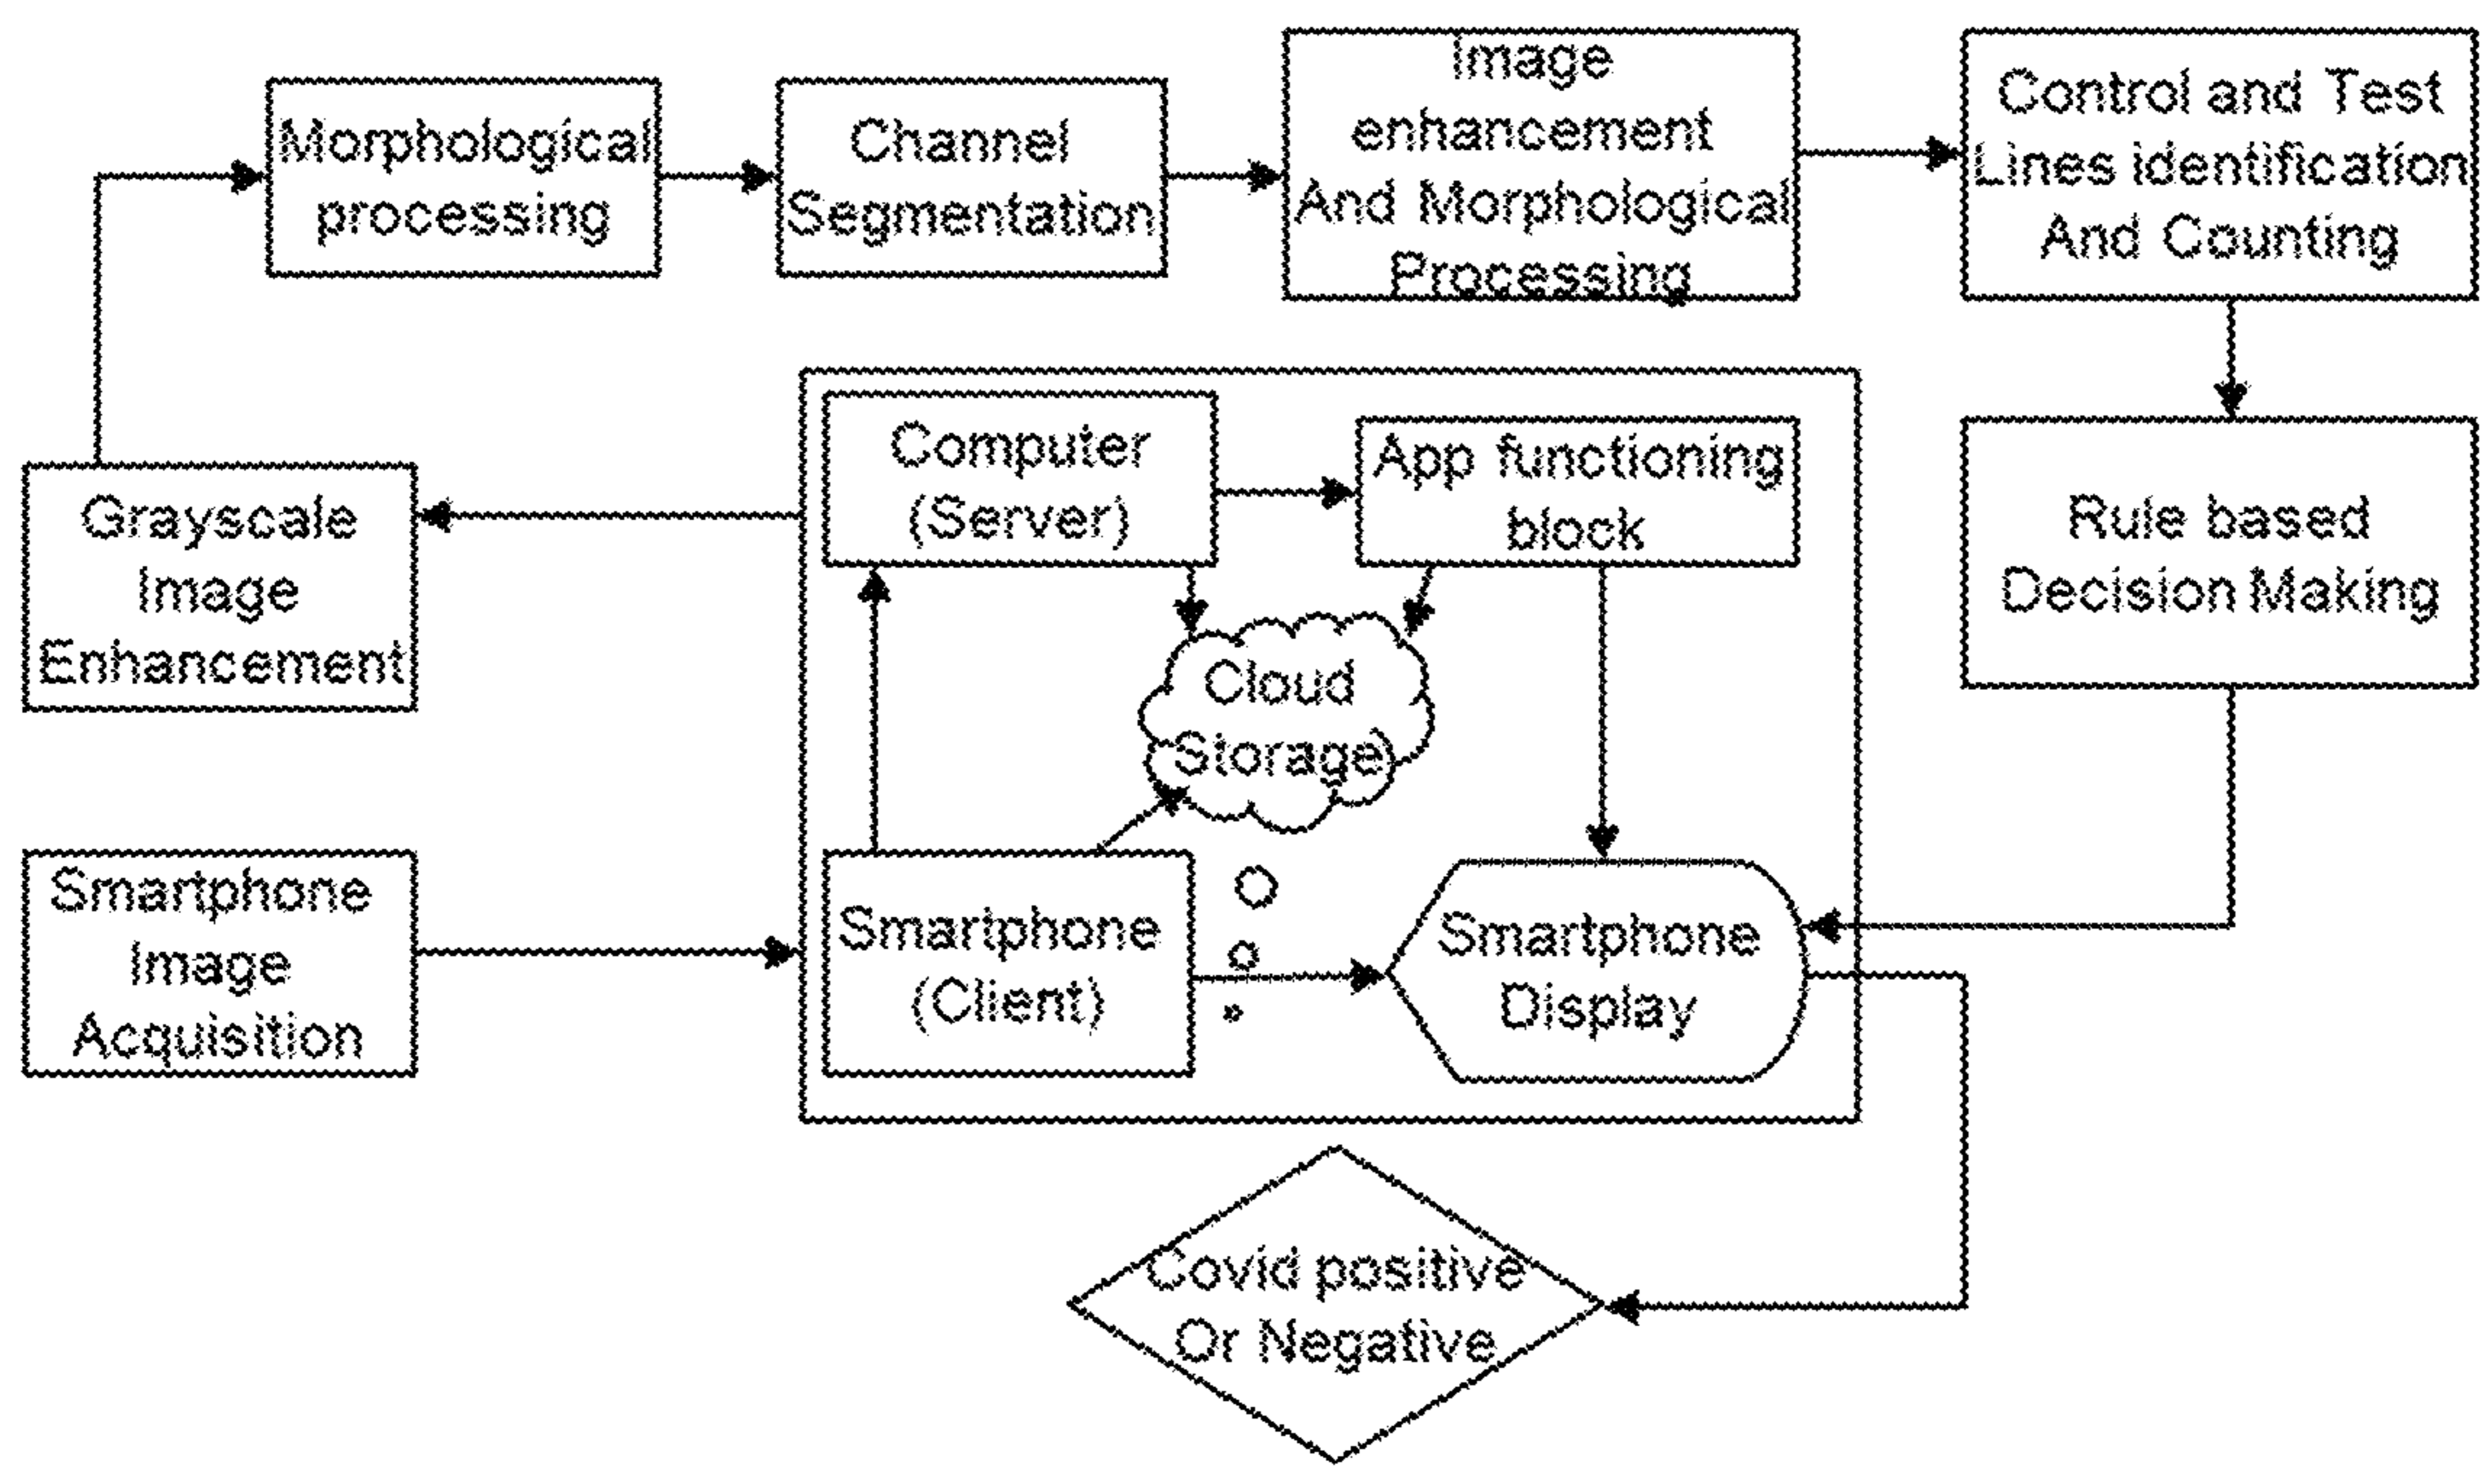 Morphological
processing
Channel
Segmentation
Image
enhancement
And Morphological
Processing
Control and Test
Lines identification
And Counting
Computer
(Server)
App functioning
block
Grayscale
Image
Enhancement
Rule based
Decision Making
Cloud
Storage
Smartphone
Image
Acquisition
Smartphone
(Client)
Smartphone
Display
Covid positive
Or Negative